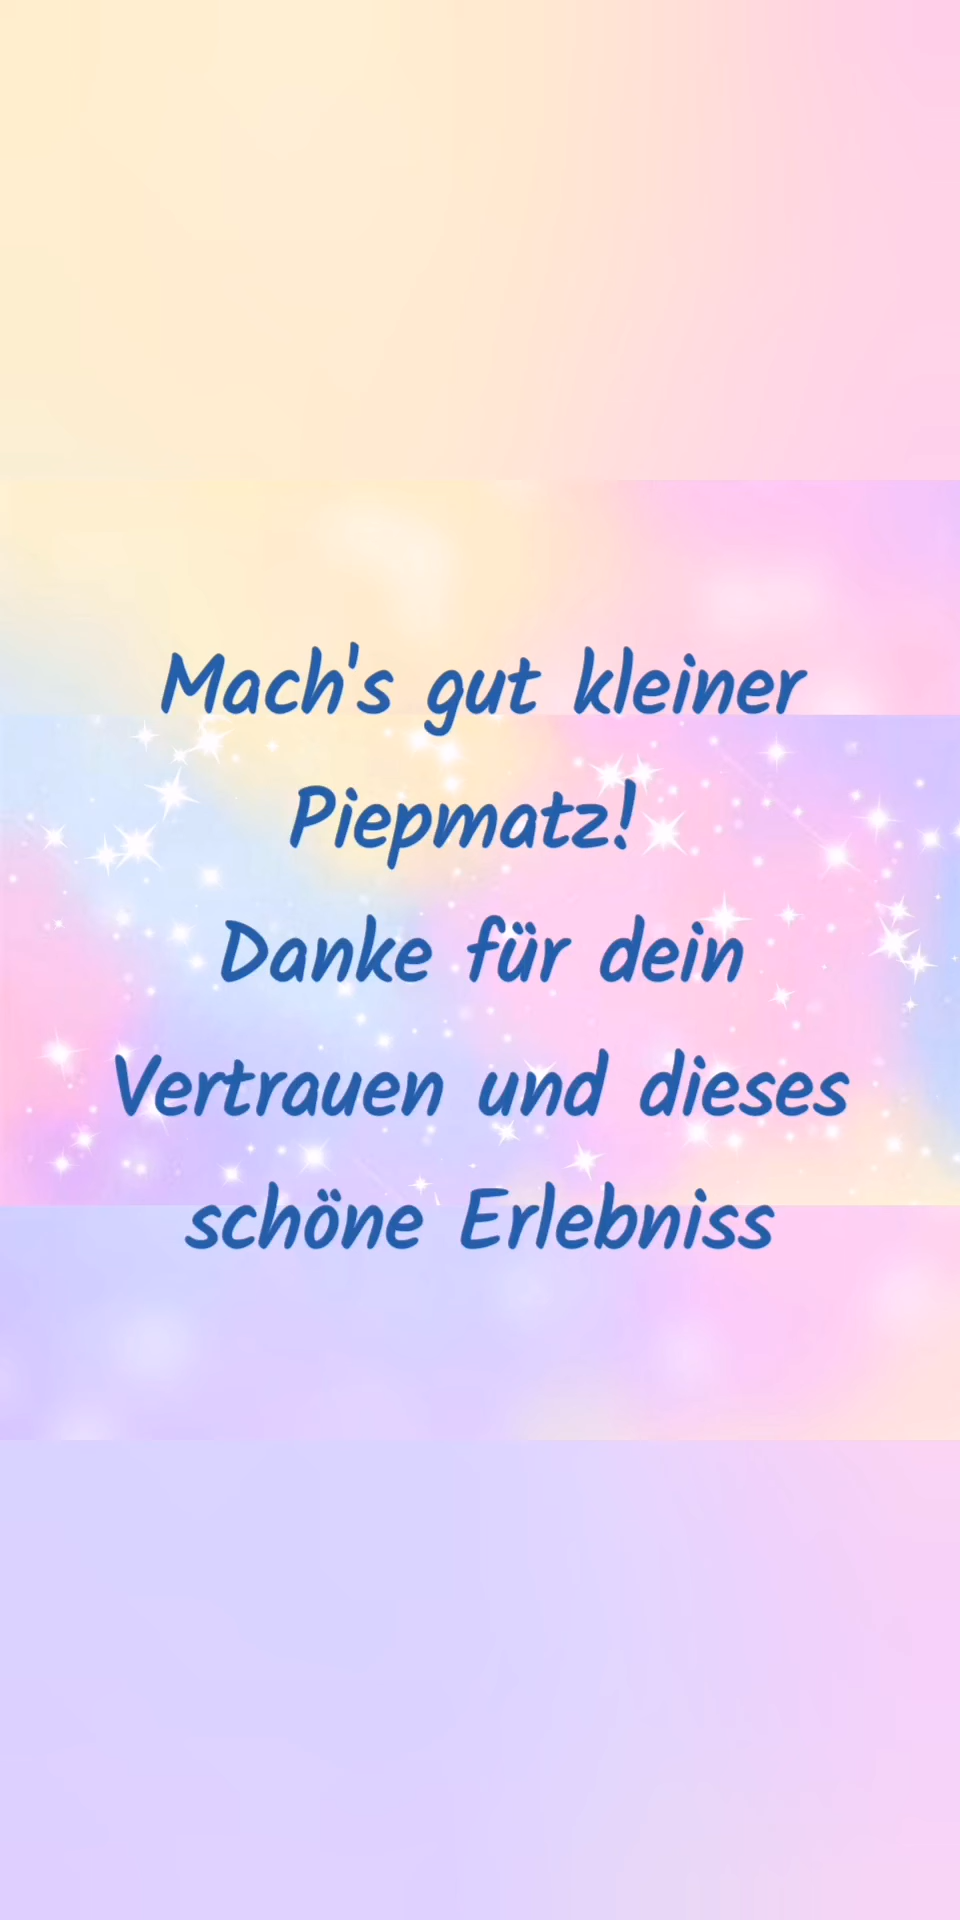 Mach's gut kleiner
Piepmatz!
Danke für dein
Vertrauen und dieses
schöne Erlebniss